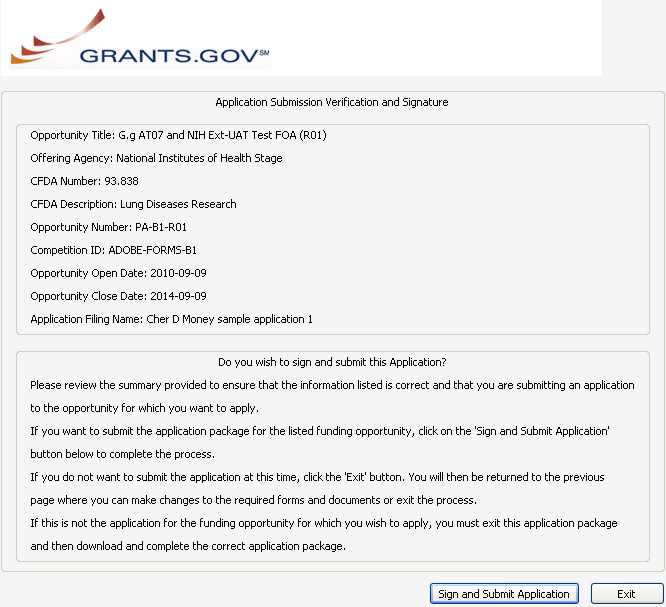 GRANTS.GOV℠
Application Submission Verification and Signature
Opportunity Title: G.g AT07 and NIH Ext-UAT Test FOA (R01)
Offering Agency: National Institutes of Health Stage
CFDA Number: 93.838
CFDA Description: Lung Diseases Research
Opportunity Number: PA-B1-R01
Competition ID: ADOBE-FORMS-B1
Opportunity Open Date: 2010-09-09
Opportunity Close Date: 2014-09-09
Application Filing Name: Cher D Money sample application 1
Do you wish to sign and submit this Application?
Please review the summary provided to ensure that the information listed is correct and that you are submitting an application
to the opportunity for which you want to apply.
If you want to submit the application package for the listed funding opportunity, click on the 'Sign and Submit Application'
button below to complete the process.
If you do not want to submit the application at this time, click the 'Exit' button. You will then be returned to the previous
page where you can make changes to the required forms and documents or exit the process.
If this is not the application for the funding opportunity for which you wish to apply, you must exit this application package
and then download and complete the correct application package.
Sign and Submit Application
Exit